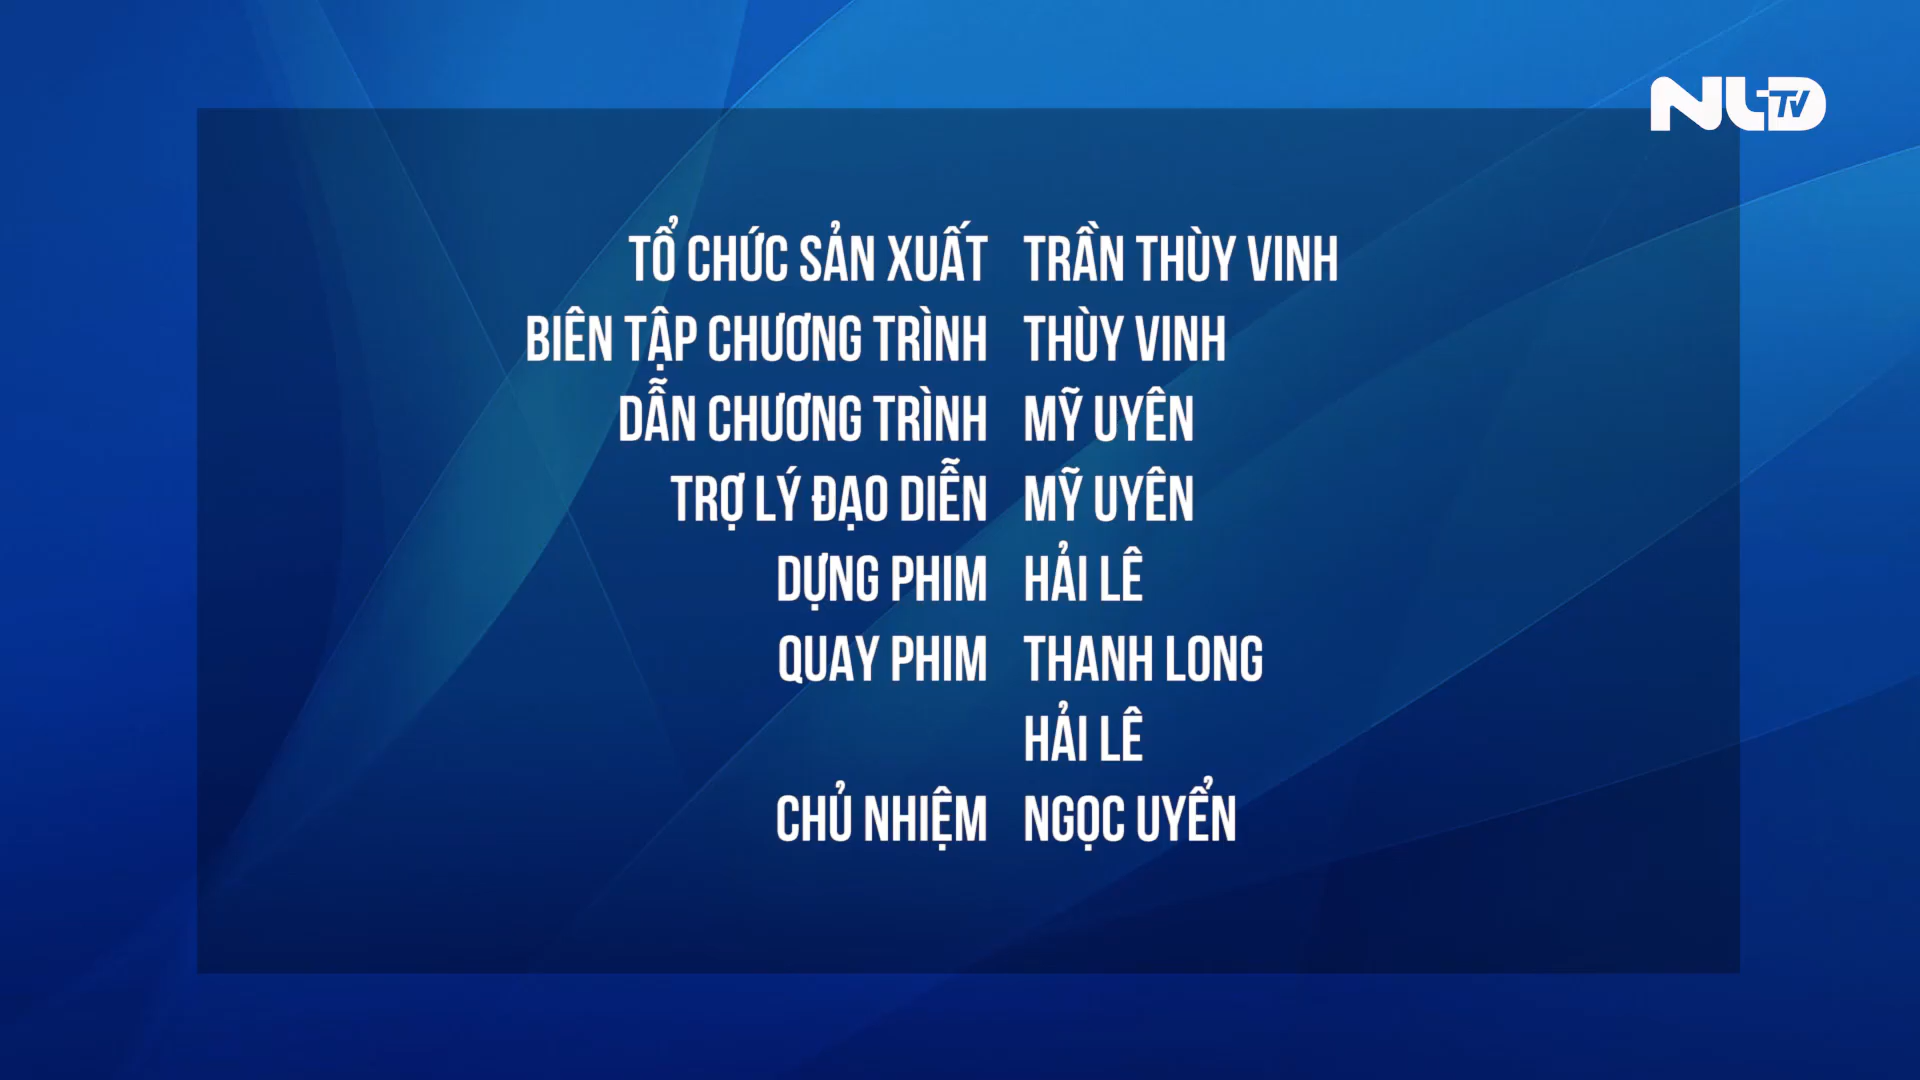 NLĐ TV
TỔ CHỨC SẢN XUẤT TRẦN THÙY VINH
BIÊN TẬP CHƯƠNG TRÌNH THÙY VINH
DẪN CHƯƠNG TRÌNH MỸ UYÊN
TRỢ LÝ ĐẠO DIỄN MỸ UYÊN
DỰNG PHIM HẢI LÊ
QUAY PHIM THANH LONG
HẢI LÊ
CHỦ NHIỆM NGỌC UYỂN